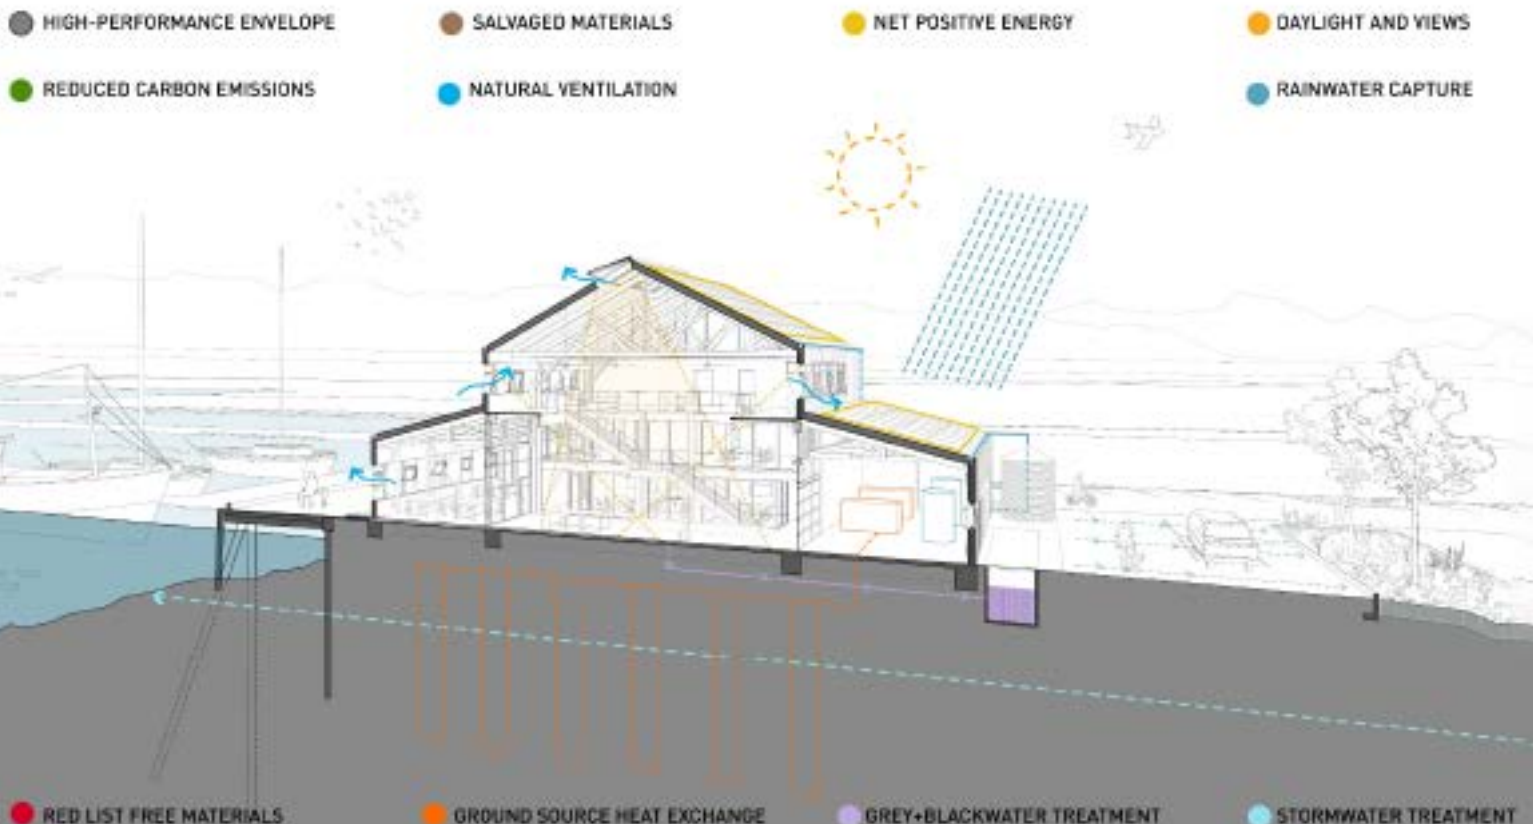 HIGH-PERFORMANCE ENVELOPE
SALVAGED MATERIALS
NET POSITIVE ENERGY
DAYLIGHT AND VIEWS
REDUCED CARBON EMISSIONS
NATURAL VENTILATION
RAINWATER CAPTURE
RED LIST FREE MATERIALS
GROUND SOURCE HEAT EXCHANGE
GREY+BLACKWATER TREATMENT
STORMWATER TREATMENT